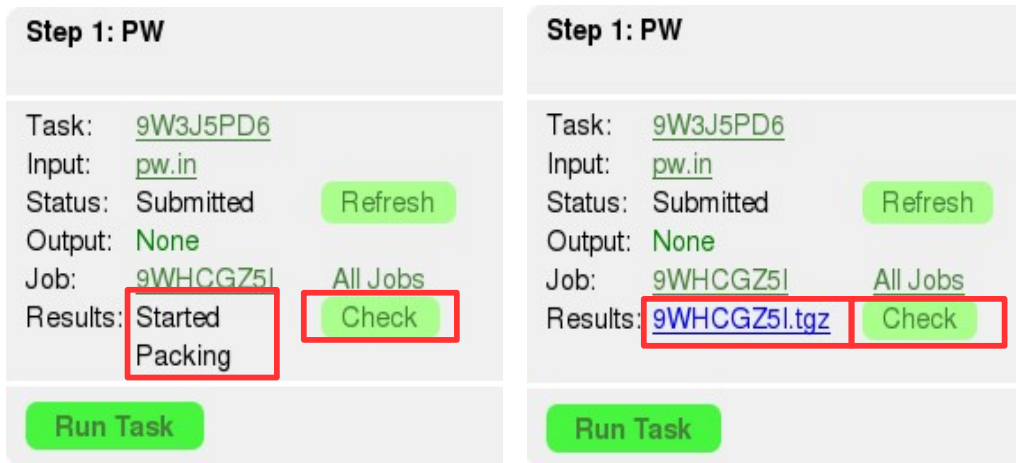 Step 1: PW
Task: 9W3J5PD6
Input: pw.in
Status: Submitted Refresh
Output: None
Job: 9WHCGZ5I All Jobs
Results: Started Check
Packing
Run Task
Step 1: PW
Task: 9W3J5PD6
Input: pw.in
Status: Submitted Refresh
Output: None
Job: 9WHCGZ5I All Jobs
Results: 9WHCGZ5I.tgz Check
Run Task